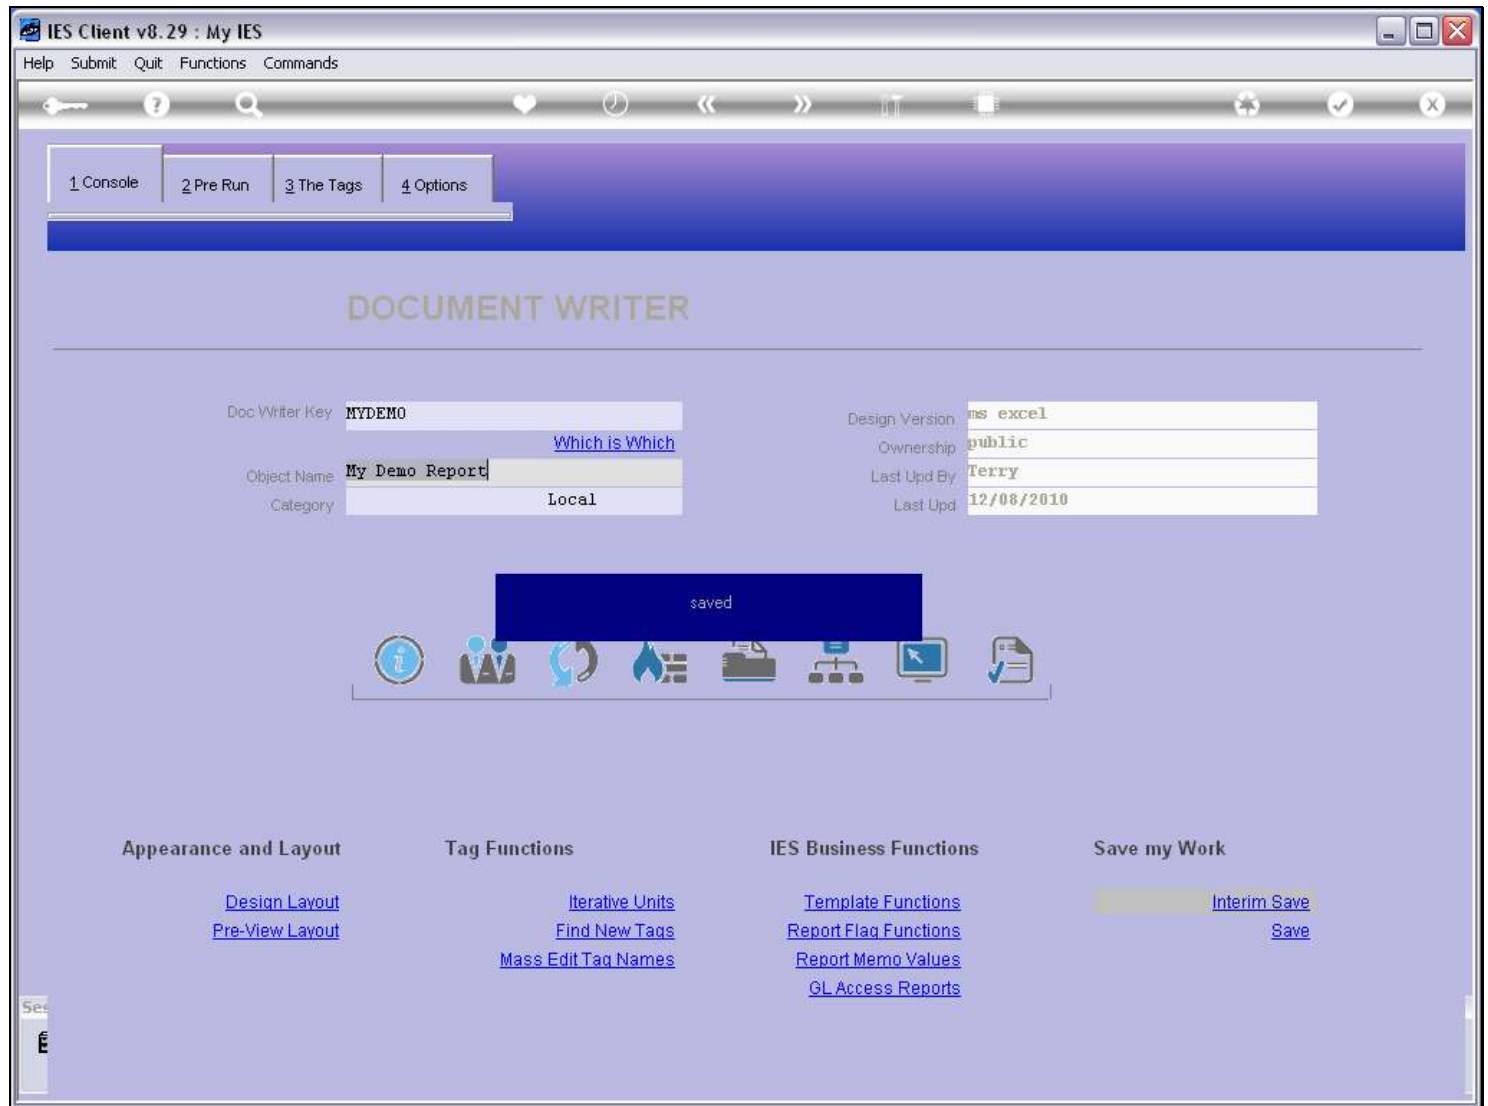 IES Client v8.29 : My IES
Help Submit Quit Functions Commands
1 Console 2 Pre Run 3 The Tags 4 Options
DOCUMENT WRITER
Doc Writer Key MYDEMO
Which is Which
Object Name My Demo Report
Category Local
Design Version ms excel
Ownership public
Last Upd By Terry
Last Upd 12/08/2010
saved
Appearance and Layout Tag Functions IES Business Functions Save my Work
Design Layout Iterative Units Template Functions Interim Save
Pre-View Layout Find New Tags Report Flag Functions Save
Mass Edit Tag Names Report Memo Values
GL Access Reports